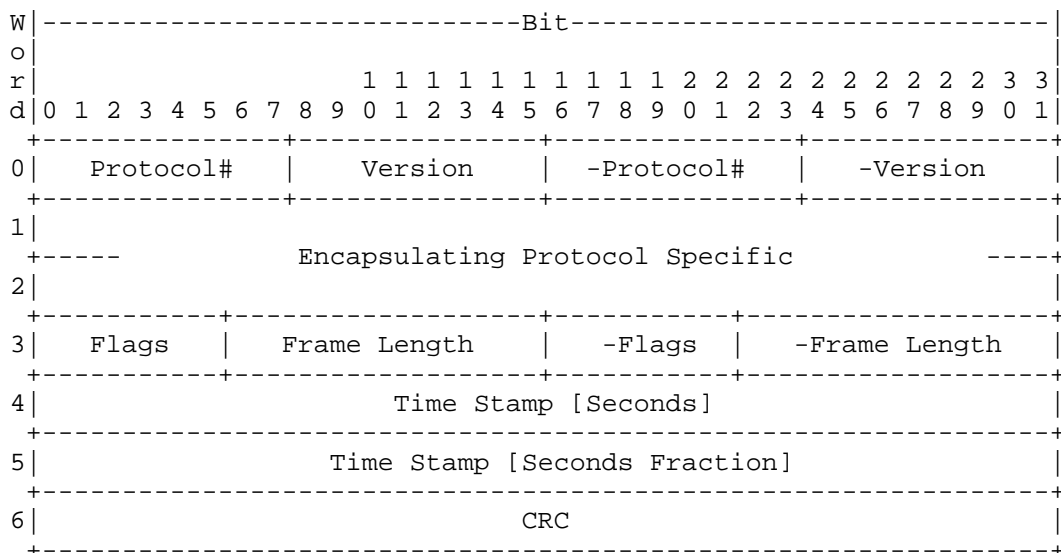 W|------------------------------Bit------------------------------|
o|                                                               |
r|                    1 1 1 1 1 1 1 1 1 1 2 2 2 2 2 2 2 2 2 2 3 3|
d|0 1 2 3 4 5 6 7 8 9 0 1 2 3 4 5 6 7 8 9 0 1 2 3 4 5 6 7 8 9 0 1|
 +---------------+---------------+---------------+---------------+
0|   Protocol#   |    Version    |  -Protocol#   |   -Version    |
 +---------------+---------------+---------------+---------------+
1|                                                               |
 +-----           Encapsulating Protocol Specific            ----+
2|                                                               |
 +-----------+-------------------+-----------+-------------------+
3|   Flags   |   Frame Length    |  -Flags   |   -Frame Length   |
 +-----------+-------------------+-----------+-------------------+
4|                      Time Stamp [Seconds]                     |
 +---------------------------------------------------------------+
5|                  Time Stamp [Seconds Fraction]                |
 +---------------------------------------------------------------+
6|                              CRC                              |
 +---------------------------------------------------------------+